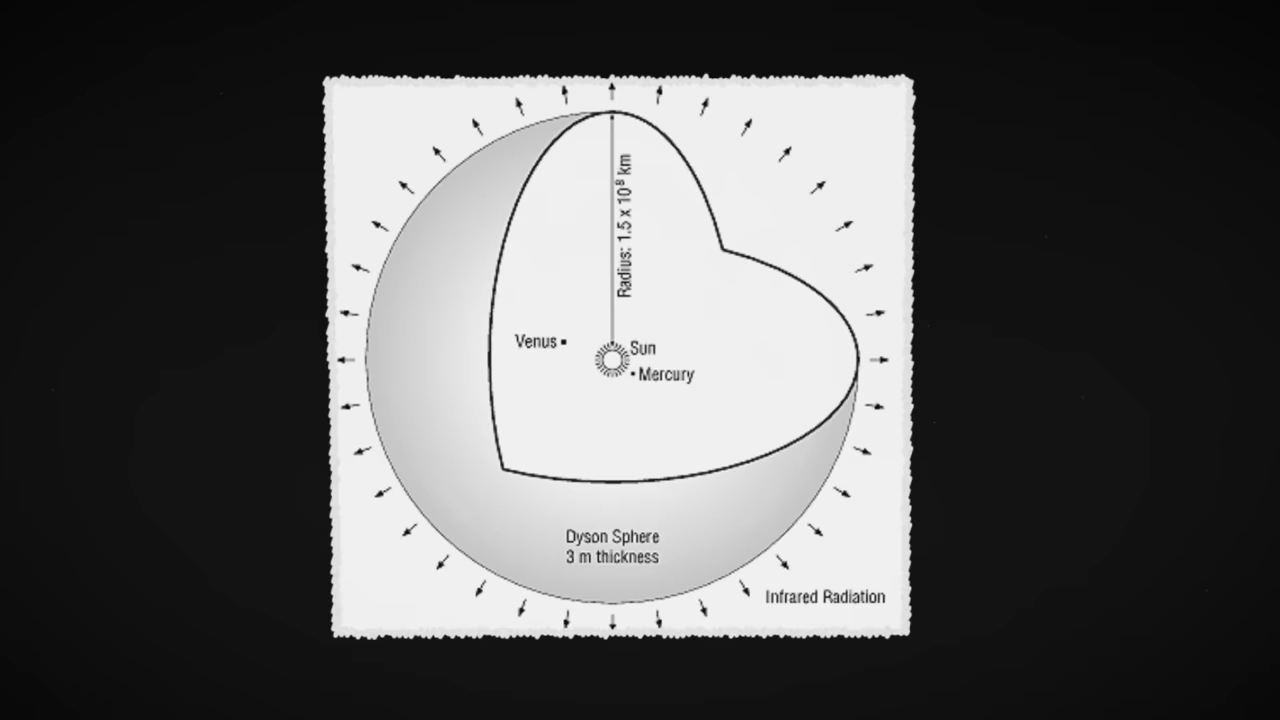 Radius: 1.5 x 10⁸ km
Venus
Sun
Mercury
Dyson Sphere
3 m thickness
Infrared Radiation